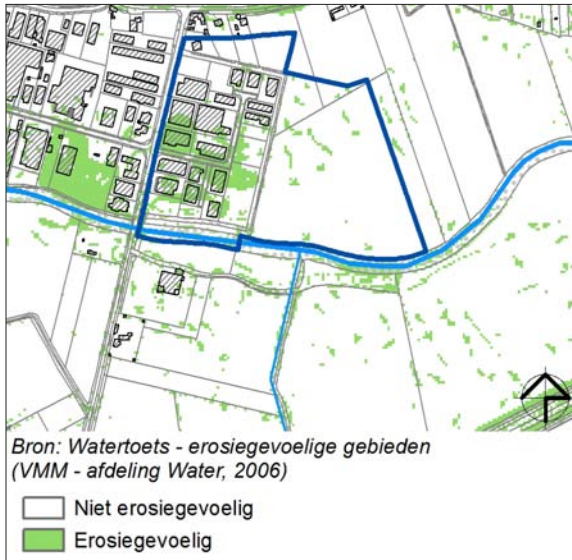 Bron: Watertoets - erosiegevoelige gebieden
(VMM - afdeling Water, 2006)
Niet erosiegevoelig
Erosiegevoelig